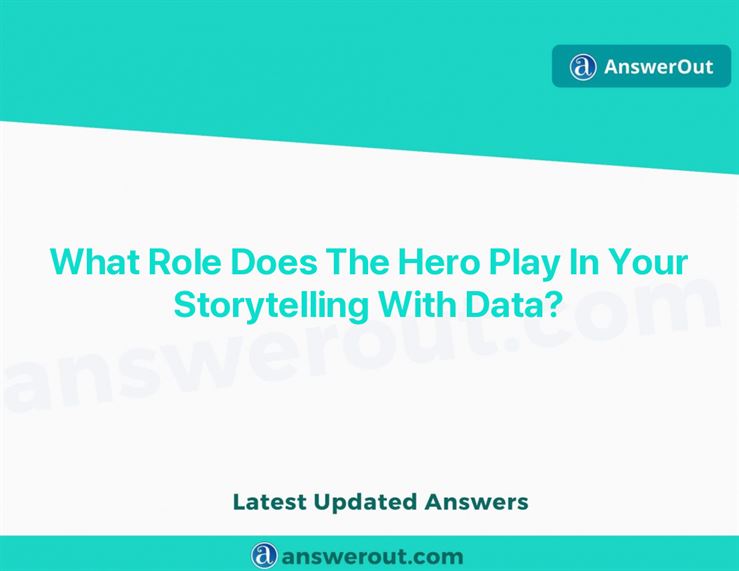 AnswerOut
What Role Does The Hero Play In Your
Storytelling With Data?
answerout.com
Latest Updated Answers
answerout.com